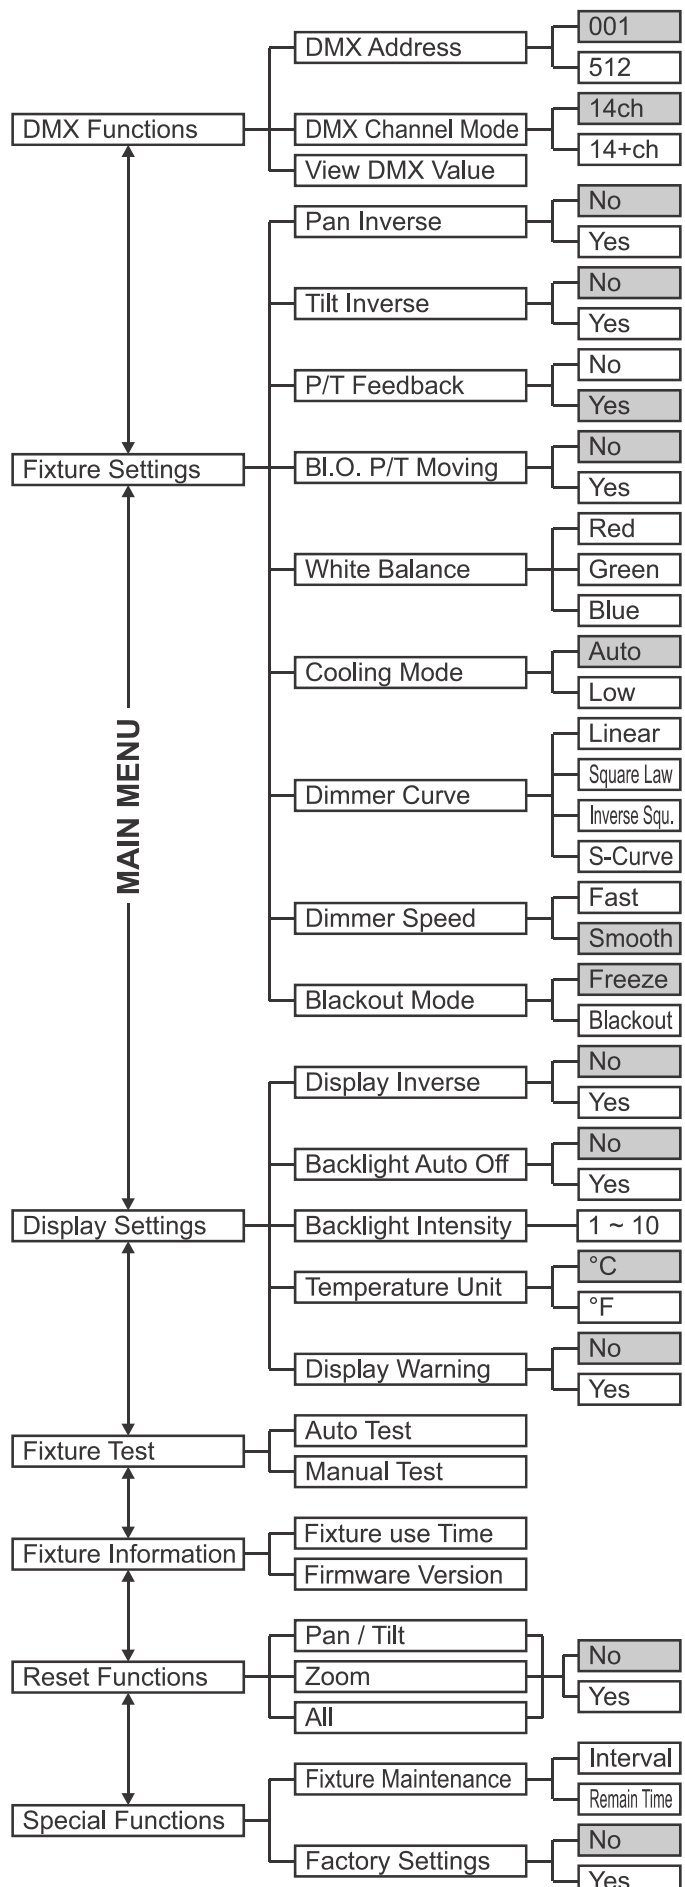 DMX Functions
DMX Address
001
512
DMX Channel Mode
14ch
14+ch
View DMX Value
Fixture Settings
Pan Inverse
No
Yes
Tilt Inverse
No
Yes
P/T Feedback
No
Yes
Bl.O. P/T Moving
No
Yes
White Balance
Red
Green
Blue
Cooling Mode
Auto
Low
Dimmer Curve
Linear
Square Law
Inverse Squ.
S-Curve
Dimmer Speed
Fast
Smooth
Blackout Mode
Freeze
Blackout
MAIN MENU
Display Settings
Display Inverse
No
Yes
Backlight Auto Off
No
Yes
Backlight Intensity
1 ~ 10
Temperature Unit
°C
°F
Display Warning
No
Yes
Fixture Test
Auto Test
Manual Test
Fixture Information
Fixture use Time
Firmware Version
Reset Functions
Pan / Tilt
Zoom
All
No
Yes
Special Functions
Fixture Maintenance
Interval
Remain Time
Factory Settings
No
Yes